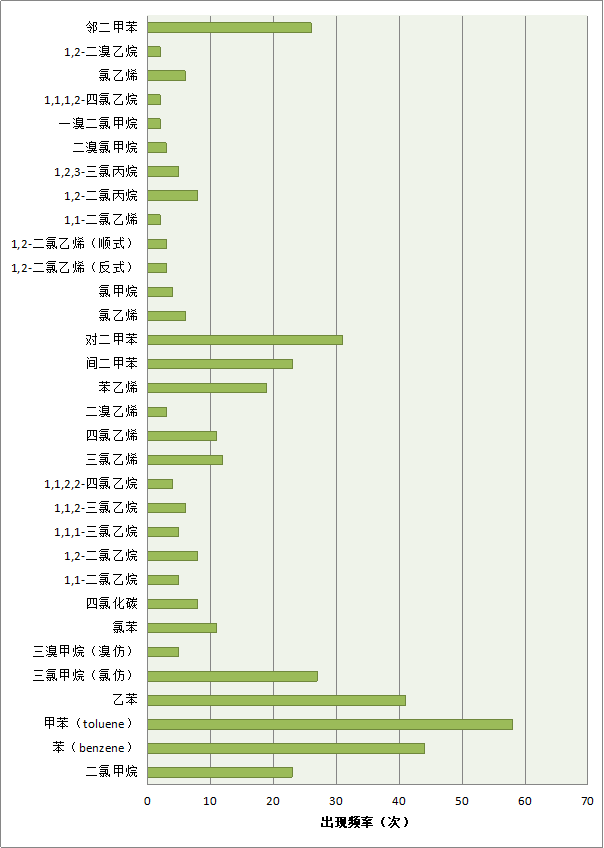 邻二甲苯
1,2-二溴乙烷
氯乙烯
1,1,1,2-四氯乙烷
一溴二氯甲烷
二溴氯甲烷
1,2,3-三氯丙烷
1,2-二氯丙烷
1,1-二氯乙烯
1,2-二氯乙烯（顺式）
1,2-二氯乙烯（反式）
氯甲烷
氯乙烯
对二甲苯
间二甲苯
苯乙烯
二溴乙烯
四氯乙烯
三氯乙烯
1,1,2,2-四氯乙烷
1,1,2-三氯乙烷
1,1,1-三氯乙烷
1,2-二氯乙烷
1,1-二氯乙烷
四氯化碳
氯苯
三溴甲烷（溴仿）
三氯甲烷（氯仿）
乙苯
甲苯（toluene）
苯（benzene）
二氯甲烷
0 10 20 30 40 50 60 70
出现频率（次）